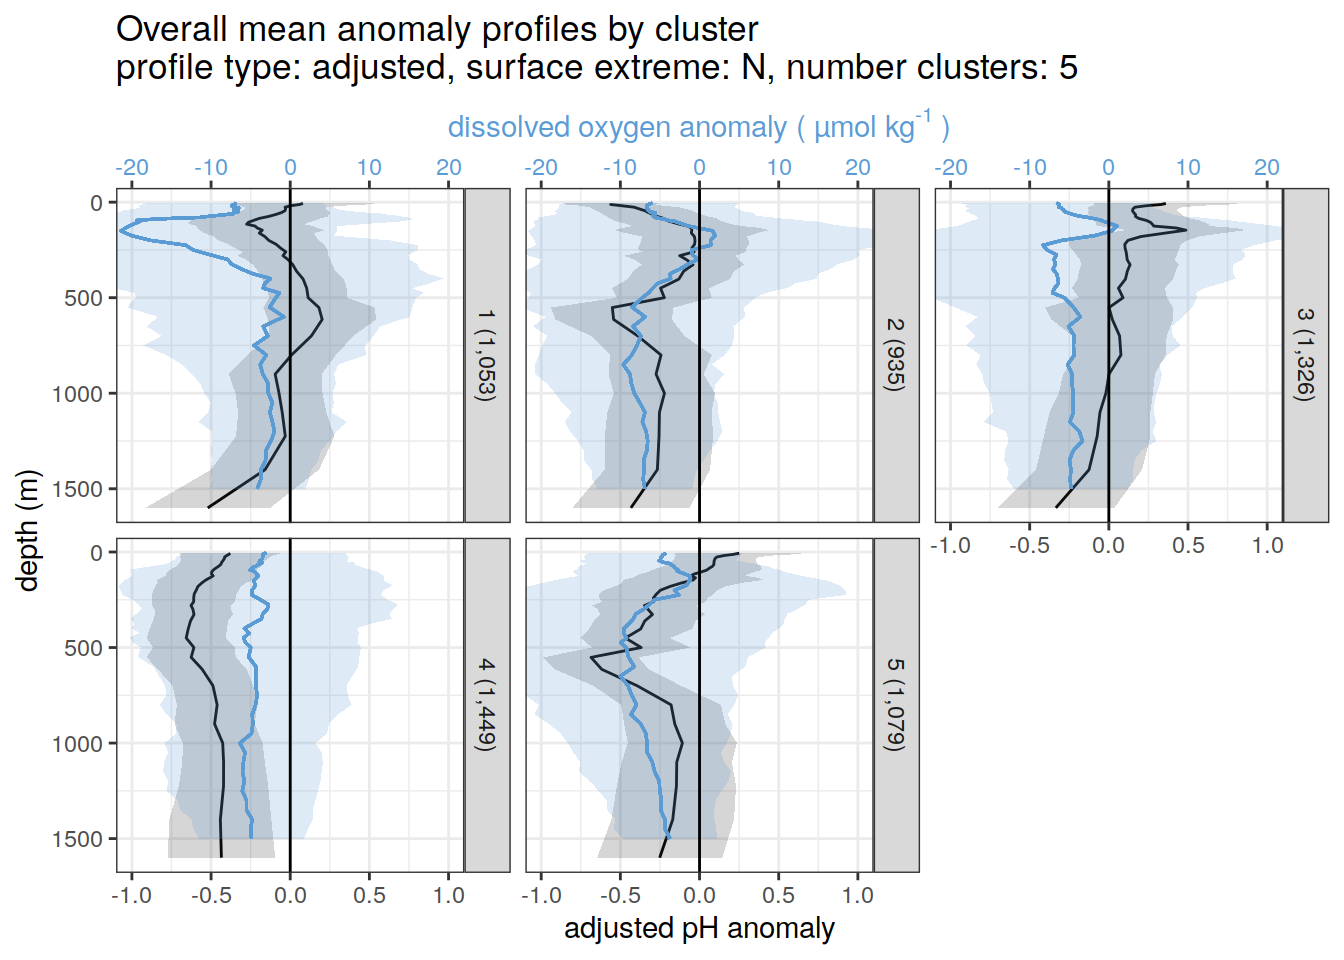 Overall mean anomaly profiles by cluster
profile type: adjusted, surface extreme: N, number clusters: 5
dissolved oxygen anomaly ( µmol kg⁻¹ )
-20 -10 0 10 20
-20 -10 0 10 20
-20 -10 0 10 20
0
500
1000
1500
1 (1,053)
2 (935)
3 (1,326)
-1.0 -0.5 0.0 0.5 1.0
depth (m)
0
500
1000
1500
4 (1,449)
5 (1,079)
-1.0 -0.5 0.0 0.5 1.0
-1.0 -0.5 0.0 0.5 1.0
adjusted pH anomaly